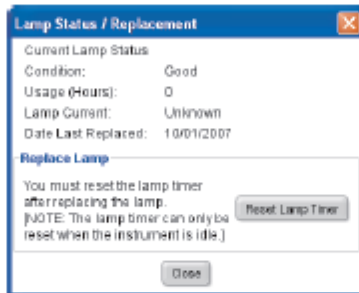 Lamp Status / Replacement
Current Lamp Status
Condition: Good
Usage (Hours): 0
Lamp Current: Unknown
Date Last Replaced: 10/01/2007
Replace Lamp
You must reset the lamp timer
after replacing the lamp.
[NOTE: The lamp timer can only be
reset when the instrument is idle.]
Reset Lamp Timer
Close